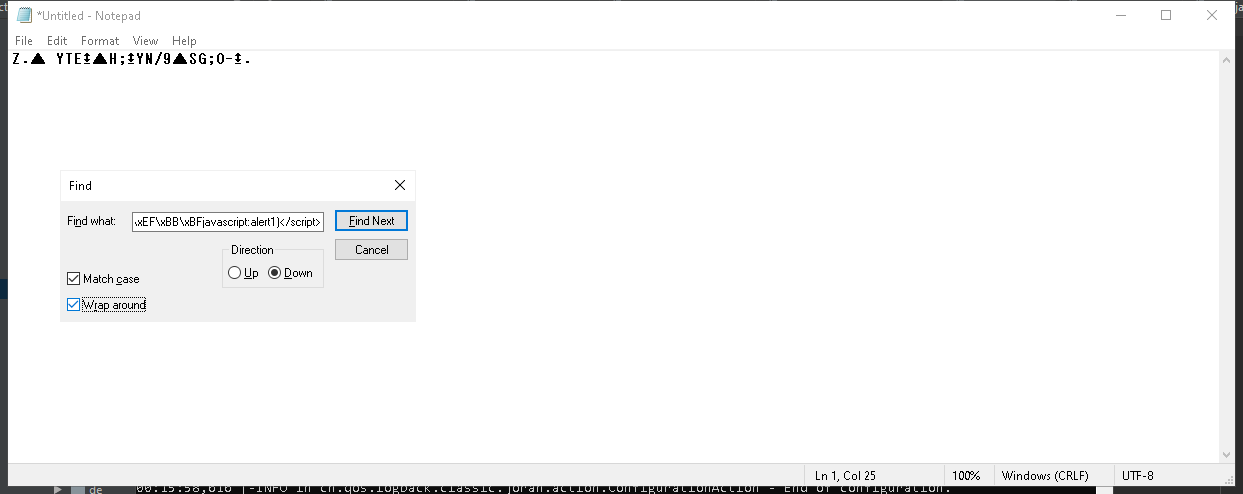 *Untitled - Notepad
File Edit Format View Help
Z.▲ YTE‡▲H;‡YN/9▲SG;O-‡.
Find
Find what: \xEF\xBB\xBFjavascript:alert1)</script>
Find Next
Direction
Cancel
Up Down
Match case
Wrap around
Ln 1, Col 25 100% Windows (CRLF) UTF-8
de 00:15:58,616 |-INFO in ch.qos.logback.classic.joran.action.ConfigurationAction - End of configuration.